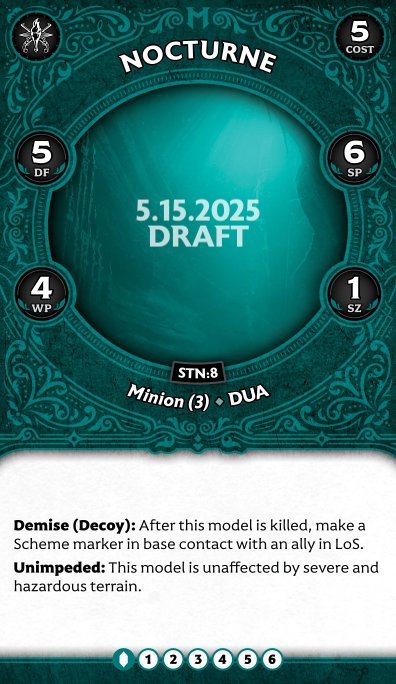 5
COST
NOCTURNE
5
DF
6
SP
5.15.2025
DRAFT
4
WP
1
SZ
STN:8
Minion (3) ◆ DUA
Demise (Decoy): After this model is killed, make a
Scheme marker in base contact with an ally in LoS.
Unimpeded: This model is unaffected by severe and
hazardous terrain.
1 2 3 4 5 6